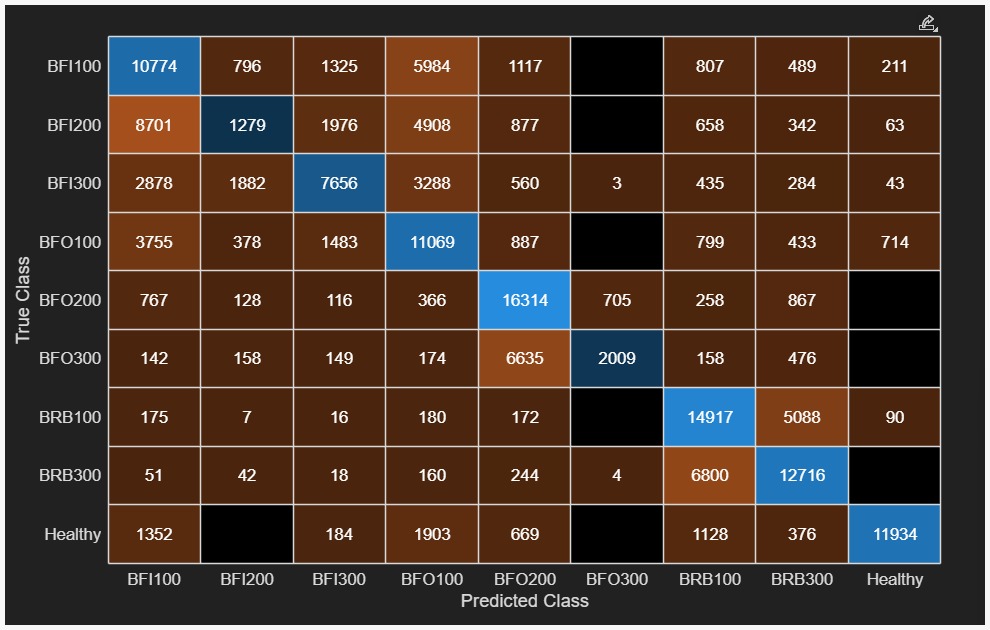 BFI100 10774 796 1325 5984 1117 807 489 211
BFI200 8701 1279 1976 4908 877 658 342 63
BFI300 2878 1882 7656 3288 560 3 435 284 43
BFO100 3755 378 1483 11069 887 799 433 714
BFO200 767 128 116 366 16314 705 258 867
BFO300 142 158 149 174 6635 2009 158 476
BRB100 175 7 16 180 172 14917 5088 90
BRB300 51 42 18 160 244 4 6800 12716
Healthy 1352 184 1903 669 1128 376 11934
True Class
BFI100 BFI200 BFI300 BFO100 BFO200 BFO300 BRB100 BRB300 Healthy
Predicted Class